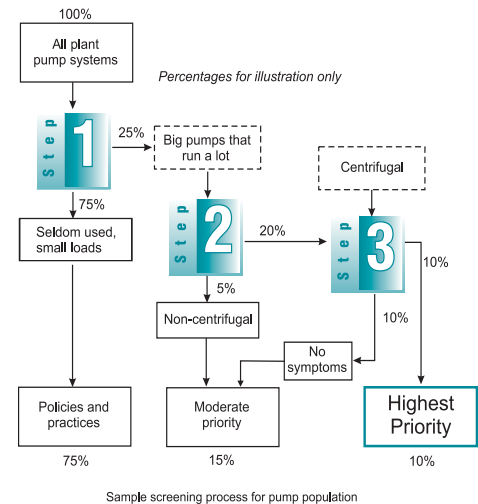 100%
All plant
pump systems
Percentages for illustration only
Step
1
25%
Big pumps that
run a lot
Centrifugal
75%
Seldom used,
small loads
Step
2
20%
Step
3
10%
5%
Non-centrifugal
10%
No
symptoms
Policies and
practices
Moderate
priority
Highest
Priority
75%
15%
10%
Sample screening process for pump population